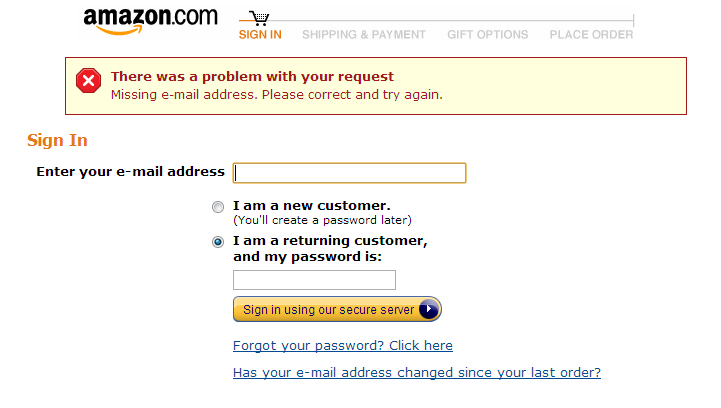 amazon.com
SIGN IN SHIPPING & PAYMENT GIFT OPTIONS PLACE ORDER
There was a problem with your request
Missing e-mail address. Please correct and try again.
Sign In
Enter your e-mail address
I am a new customer.
(You'll create a password later)
I am a returning customer,
and my password is:
Sign in using our secure server
Forgot your password? Click here
Has your e-mail address changed since your last order?